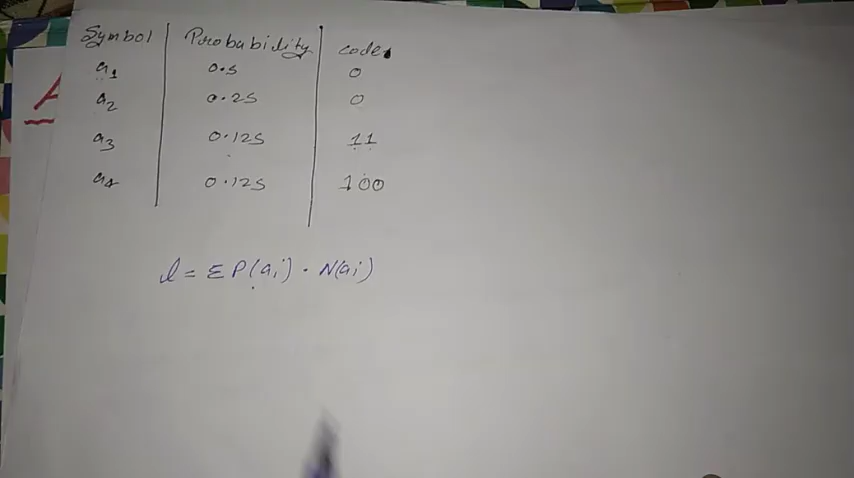 Symbol Probability code
a1 0.5 0
a2 0.25 0
a3 0.125 11
a4 0.125 100
l = Σ P(ai) · N(ai)
A